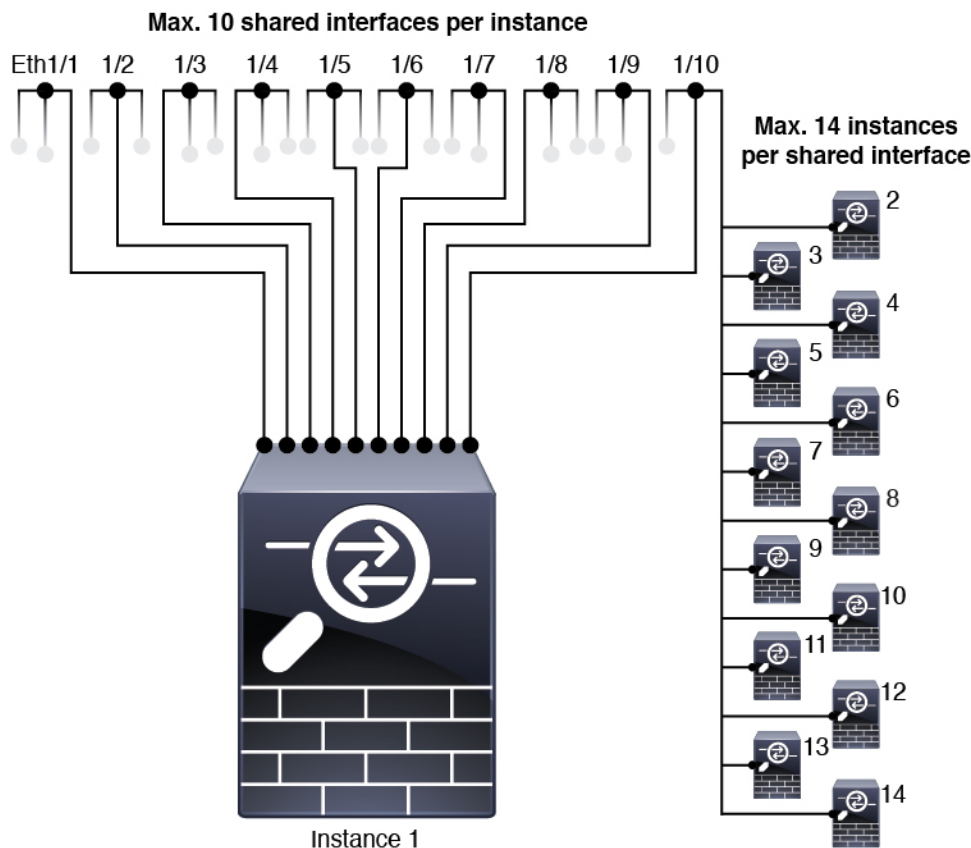 Max. 10 shared interfaces per instance
Eth1/1 1/2 1/3 1/4 1/5 1/6 1/7 1/8 1/9 1/10
Max. 14 instances
per shared interface
2
3
4
5
6
7
8
9
10
11
12
13
14
Instance 1